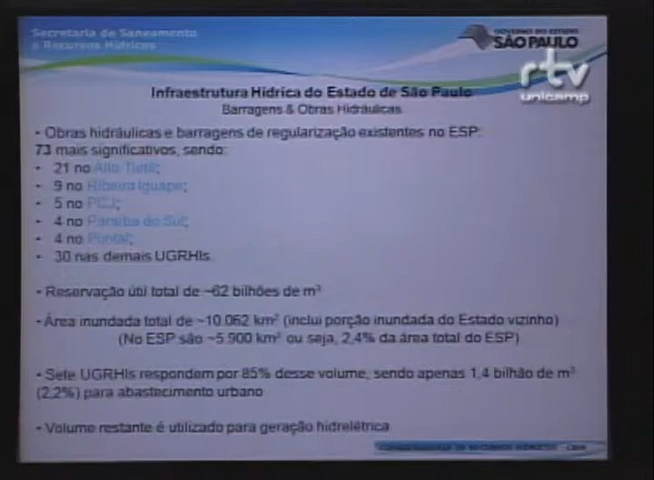 Secretaria de Saneamento
e Recursos Hídricos
GOVERNO DO ESTADO
SÃO PAULO
rtv
unicamp
Infraestrutura Hídrica do Estado de São Paulo
Barragens & Obras Hidráulicas
• Obras hidráulicas e barragens de regularização existentes no ESP:
73 mais significativos, sendo:
• 21 no Alto Tietê;
• 9 no Ribeira Iguape;
• 5 no PCJ;
• 4 no Paraíba do Sul;
• 4 no Pontal;
• 30 nas demais UGRHIs.
• Reservação útil total de ~62 bilhões de m³
• Área inundada total de ~10.062 km² (inclui porção inundada do Estado vizinho)
(No ESP são ~5.900 km² ou seja, 2,4% da área total do ESP)
• Sete UGRHIs respondem por 85% desse volume, sendo apenas 1,4 bilhão de m³
(2,2%) para abastecimento urbano
• Volume restante é utilizado para geração hidrelétrica